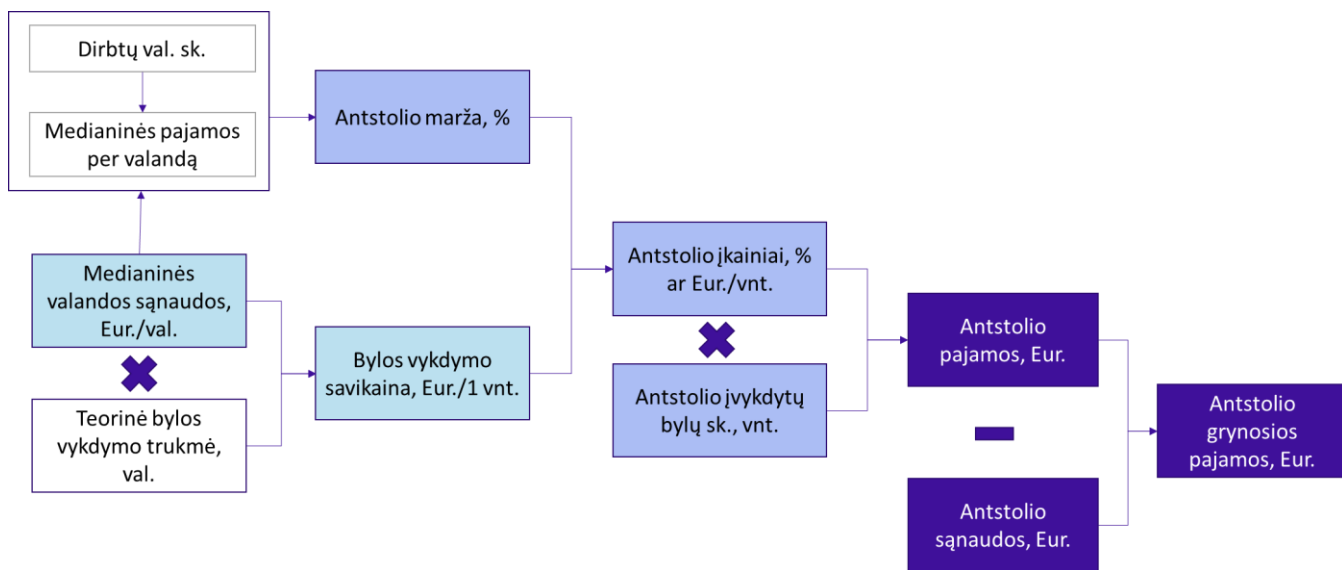 Dirbtų val. sk.
Medianinės pajamos
per valandą
Antstolio marža, %
Medianinės
valandos sąnaudos,
Eur./val.
Teorinė bylos
vykdymo trukmė,
val.
Bylos vykdymo
savikaina, Eur./1 vnt.
Antstolio įkainiai, %
ar Eur./vnt.
Antstolio įvykdytų
bylų sk., vnt.
Antstolio
pajamos, Eur.
Antstolio
sąnaudos, Eur.
Antstolio
grynosios
pajamos, Eur.